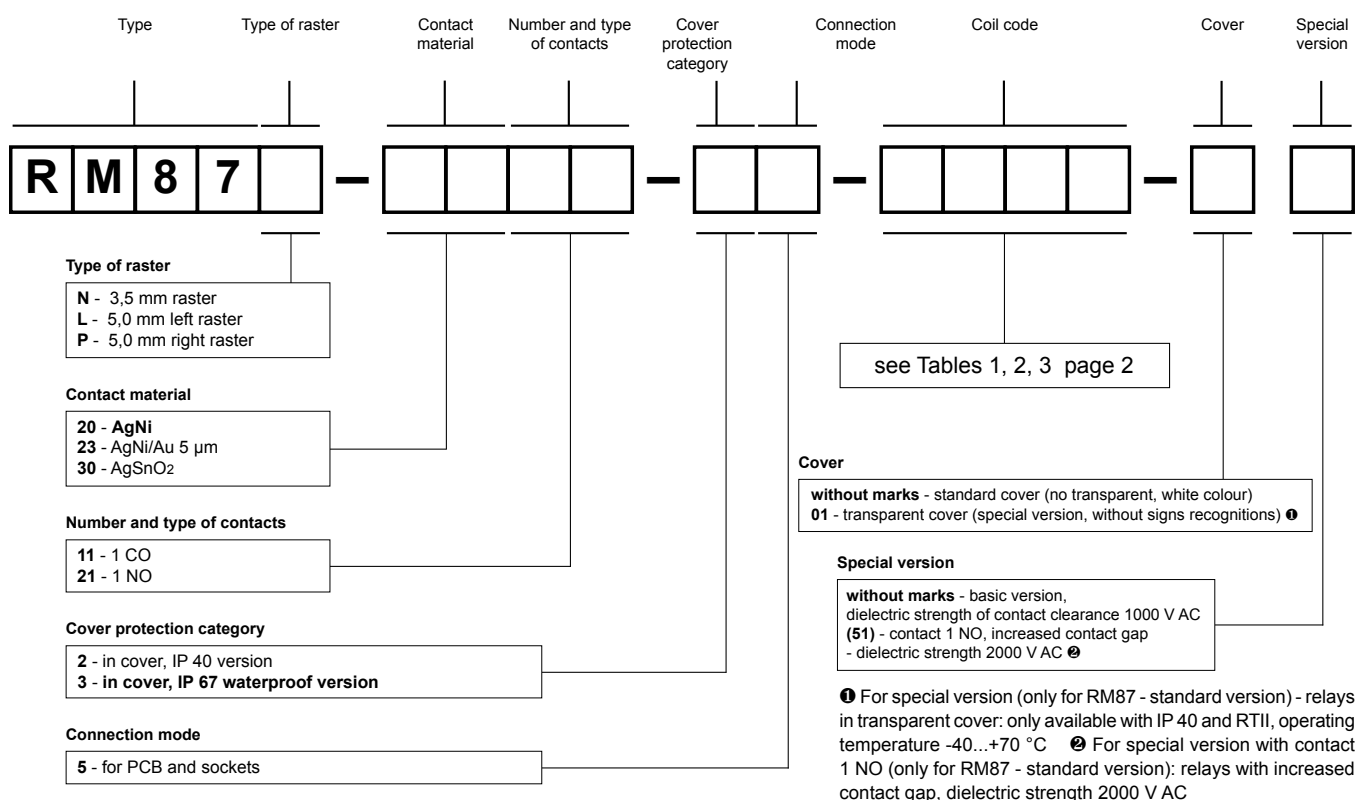 Type
Type of raster
Contact
material
Number and type
of contacts
Cover
protection
category
Connection
mode
Coil code
Cover
Special
version
R M 8 7 – – – –
Type of raster
N - 3,5 mm raster
L - 5,0 mm left raster
P - 5,0 mm right raster
Contact material
20 - AgNi
23 - AgNi/Au 5 µm
30 - AgSnO2
Number and type of contacts
11 - 1 CO
21 - 1 NO
Cover protection category
2 - in cover, IP 40 version
3 - in cover, IP 67 waterproof version
Connection mode
5 - for PCB and sockets
see Tables 1, 2, 3 page 2
Cover
without marks - standard cover (no transparent, white colour)
01 - transparent cover (special version, without signs recognitions) ❶
Special version
without marks - basic version,
dielectric strength of contact clearance 1000 V AC
(51) - contact 1 NO, increased contact gap
- dielectric strength 2000 V AC ❷
❶ For special version (only for RM87 - standard version) - relays
in transparent cover: only available with IP 40 and RTII, operating
temperature -40...+70 °C ❷ For special version with contact
1 NO (only for RM87 - standard version): relays with increased
contact gap, dielectric strength 2000 V AC